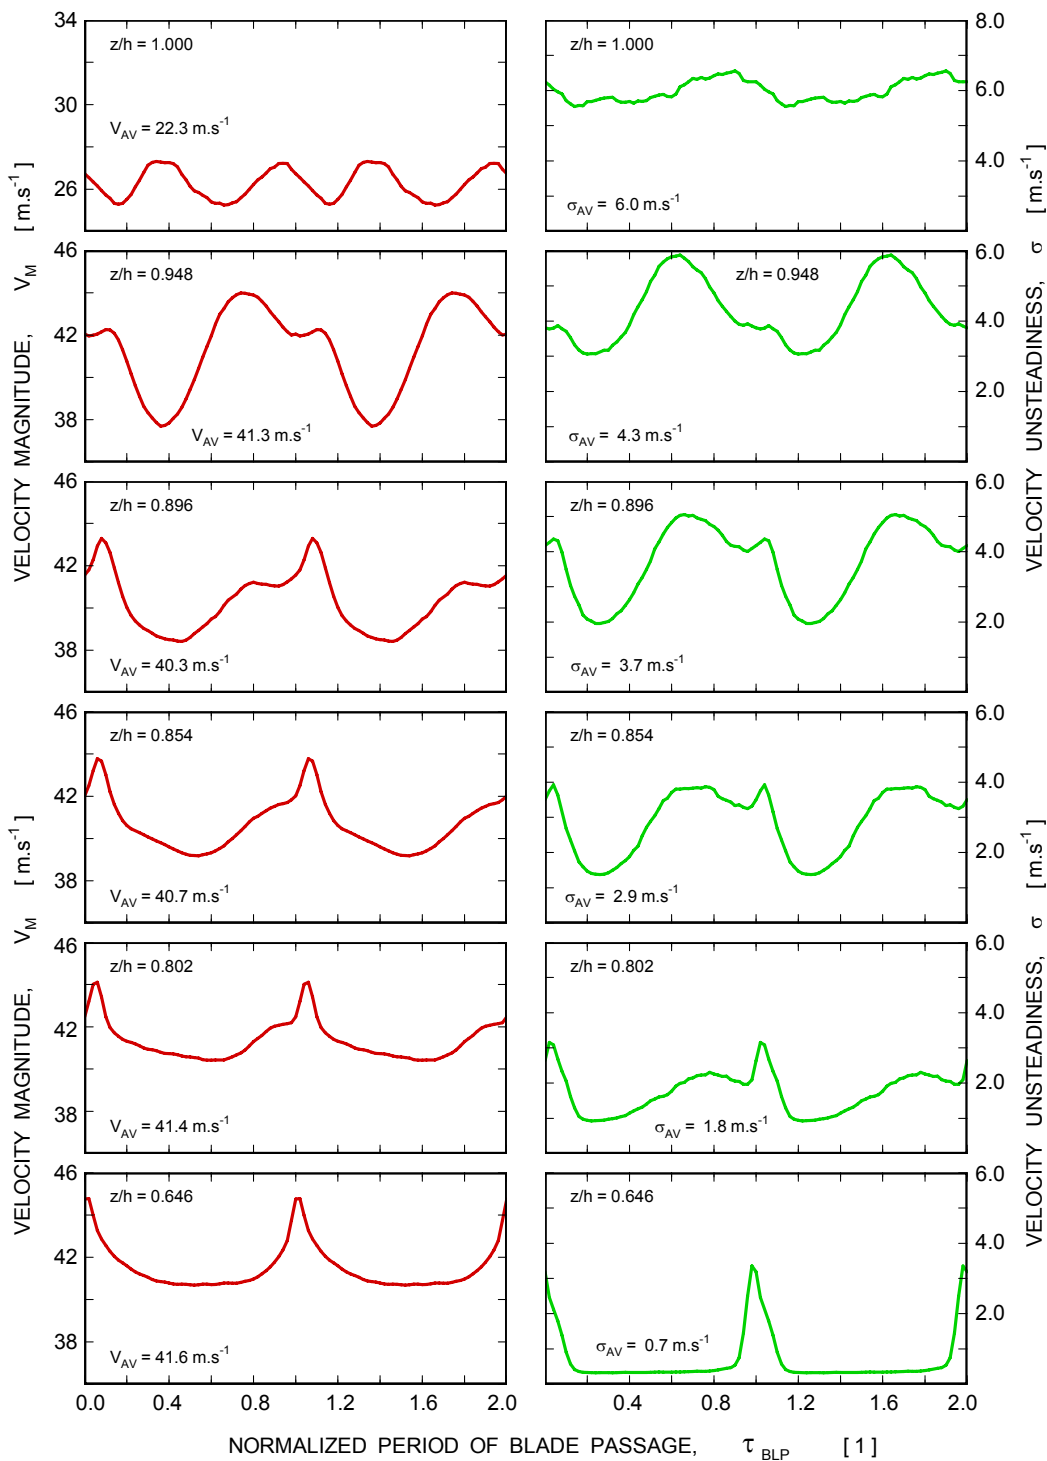 34
30
26
z/h = 1.000
V_AV = 22.3 m.s⁻¹
8.0
6.0
4.0
z/h = 1.000
σ_AV = 6.0 m.s⁻¹
46
42
38
z/h = 0.948
V_AV = 41.3 m.s⁻¹
6.0
4.0
2.0
z/h = 0.948
σ_AV = 4.3 m.s⁻¹
z/h = 0.896
42
38
V_AV = 40.3 m.s⁻¹
6.0
4.0
2.0
z/h = 0.896
σ_AV = 3.7 m.s⁻¹
46
42
38
z/h = 0.854
V_AV = 40.7 m.s⁻¹
6.0
4.0
2.0
z/h = 0.854
σ_AV = 2.9 m.s⁻¹
46
42
38
z/h = 0.802
V_AV = 41.4 m.s⁻¹
6.0
4.0
2.0
z/h = 0.802
σ_AV = 1.8 m.s⁻¹
46
42
38
z/h = 0.646
V_AV = 41.6 m.s⁻¹
6.0
4.0
2.0
z/h = 0.646
σ_AV = 0.7 m.s⁻¹
0.0 0.4 0.8 1.2 1.6 2.0
0.4 0.8 1.2 1.6 2.0
NORMALIZED PERIOD OF BLADE PASSAGE, τ_BLP [ 1 ]
VELOCITY MAGNITUDE, V_M [ m.s⁻¹ ]
VELOCITY MAGNITUDE, V_M [ m.s⁻¹ ]
VELOCITY UNSTEADINESS, σ [ m.s⁻¹ ]
VELOCITY UNSTEADINESS, σ [ m.s⁻¹ ]